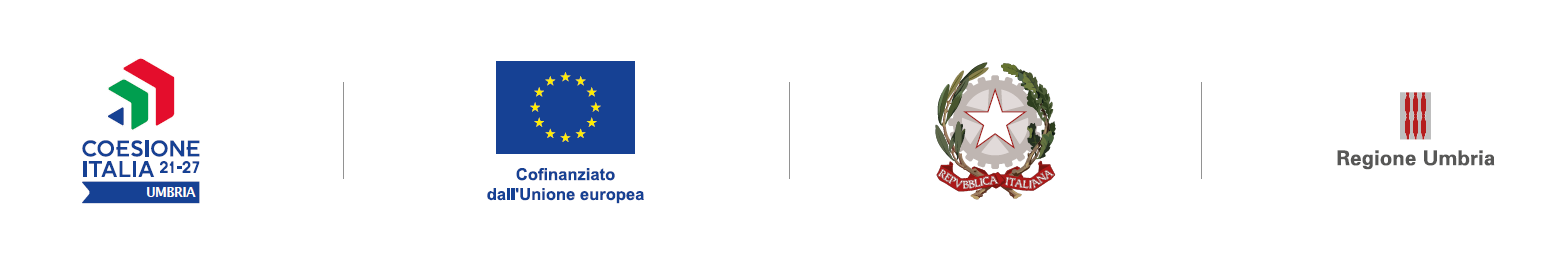 COESIONE
ITALIA 21-27
UMBRIA
Cofinanziato
dall'Unione europea
REPVBBLICA ITALIANA
Regione Umbria